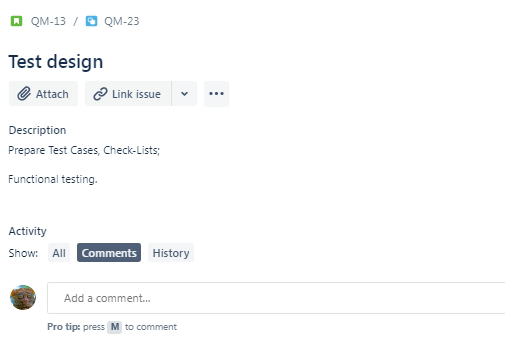 QM-13 / QM-23
Test design
Attach Link issue •••
Description
Prepare Test Cases, Check-Lists;
Functional testing.
Activity
Show: All Comments History
Add a comment...
Pro tip: press M to comment